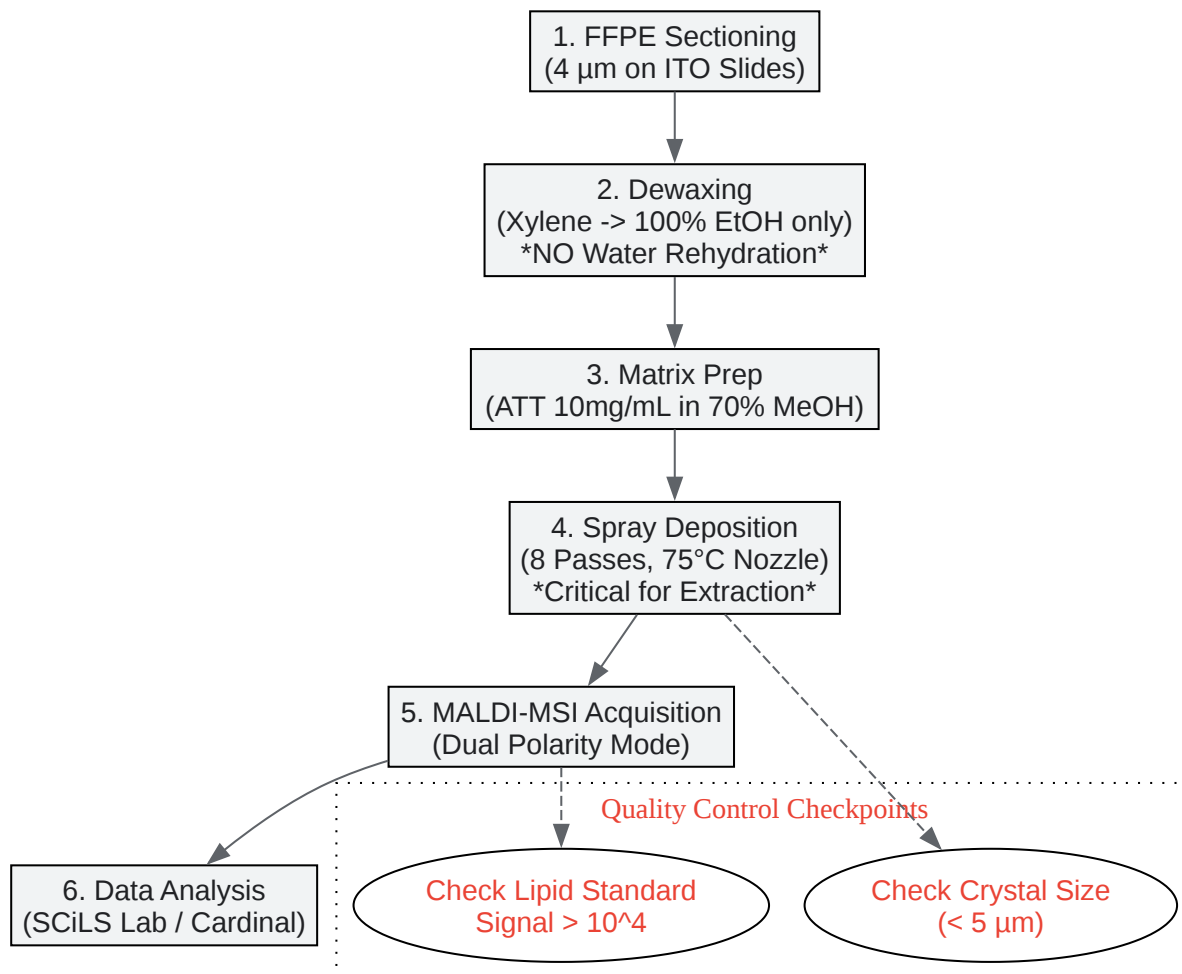 1. FFPE Sectioning
(4 µm on ITO Slides)
2. Dewaxing
(Xylene -> 100% EtOH only)
*NO Water Rehydration*
3. Matrix Prep
(ATT 10mg/mL in 70% MeOH)
4. Spray Deposition
(8 Passes, 75°C Nozzle)
*Critical for Extraction*
5. MALDI-MSI Acquisition
(Dual Polarity Mode)
Quality Control Checkpoints
6. Data Analysis
(SCiLS Lab / Cardinal)
Check Lipid Standard
Signal > 10^4
Check Crystal Size
(< 5 µm)